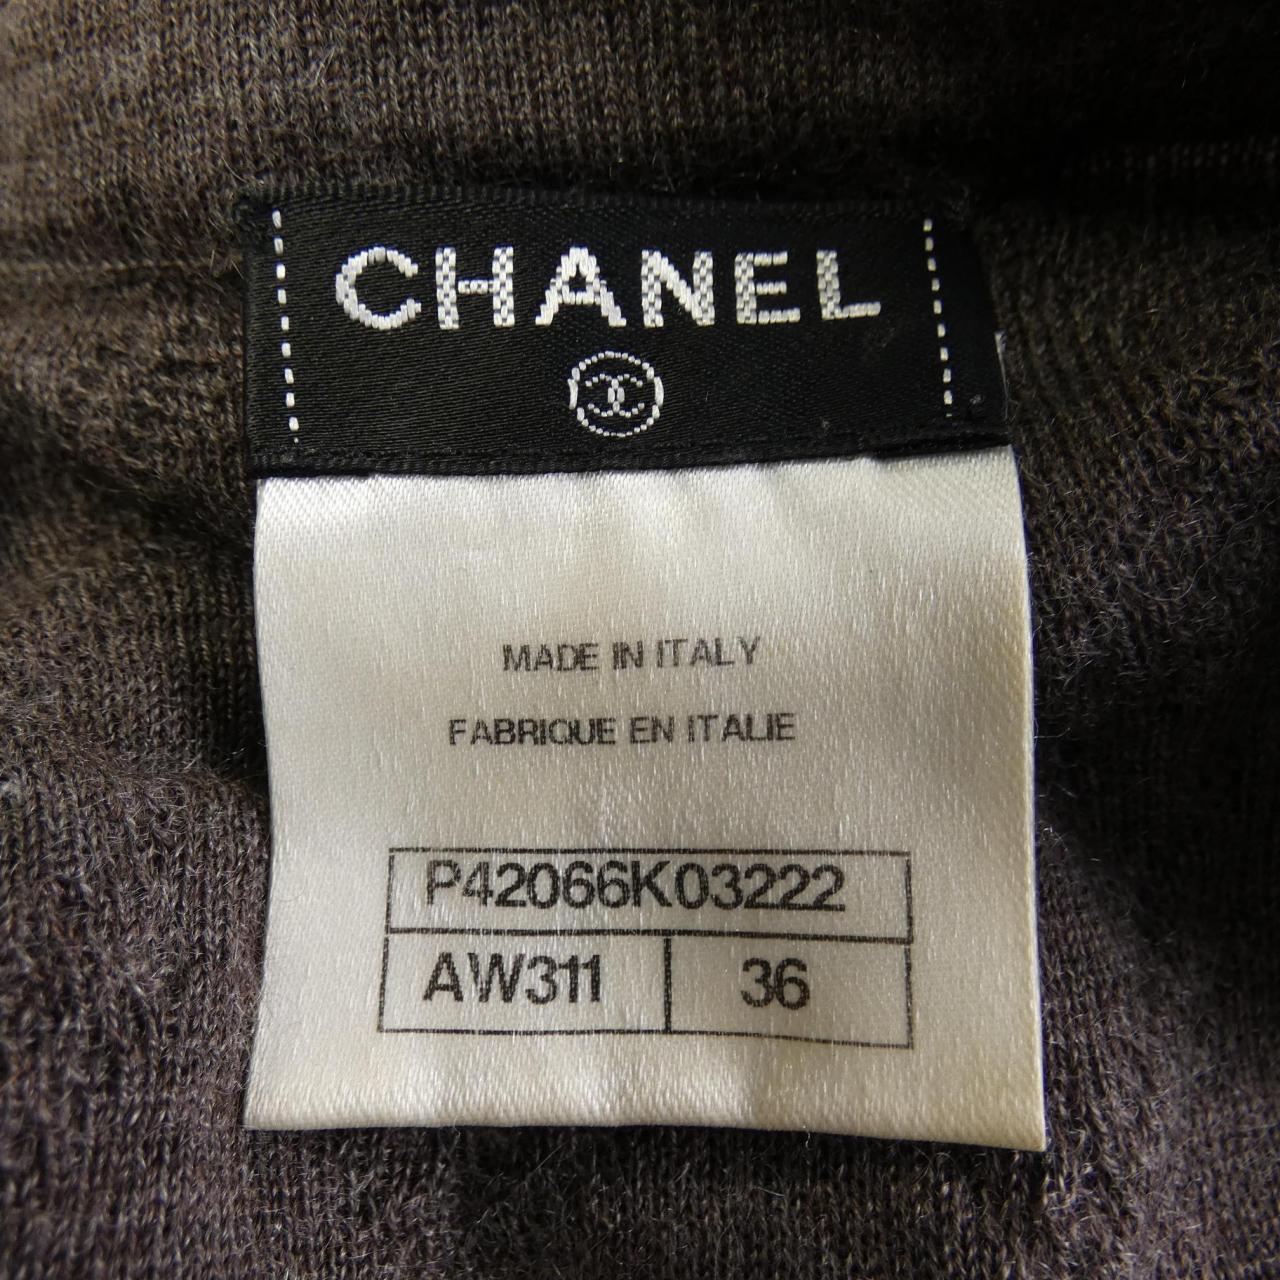 CHANEL
MADE IN ITALY
FABRIQUE EN ITALIE
P42066K03222
AW311 36